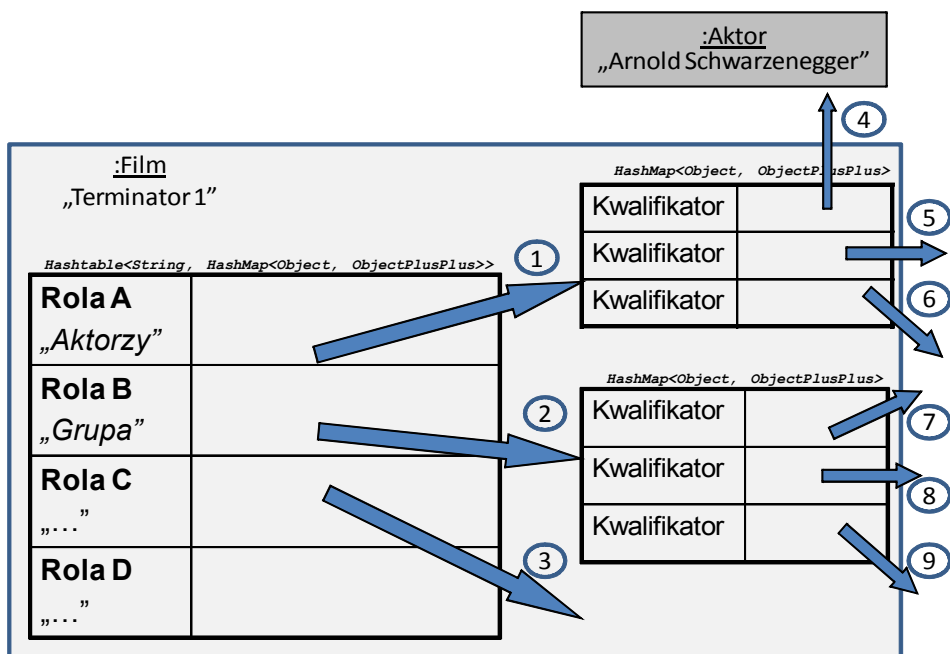 :Aktor
„Arnold Schwarzenegger”
4
:Film
„Terminator 1”
HashMap<Object, ObjectPlusPlus>
Kwalifikator
Kwalifikator
Kwalifikator
5
6
Hashtable<String, HashMap<Object, ObjectPlusPlus>>
1
Rola A
„Aktorzy”
Rola B
„Grupa”
Rola C
„...”
Rola D
„...”
2
3
HashMap<Object, ObjectPlusPlus>
Kwalifikator
Kwalifikator
Kwalifikator
7
8
9